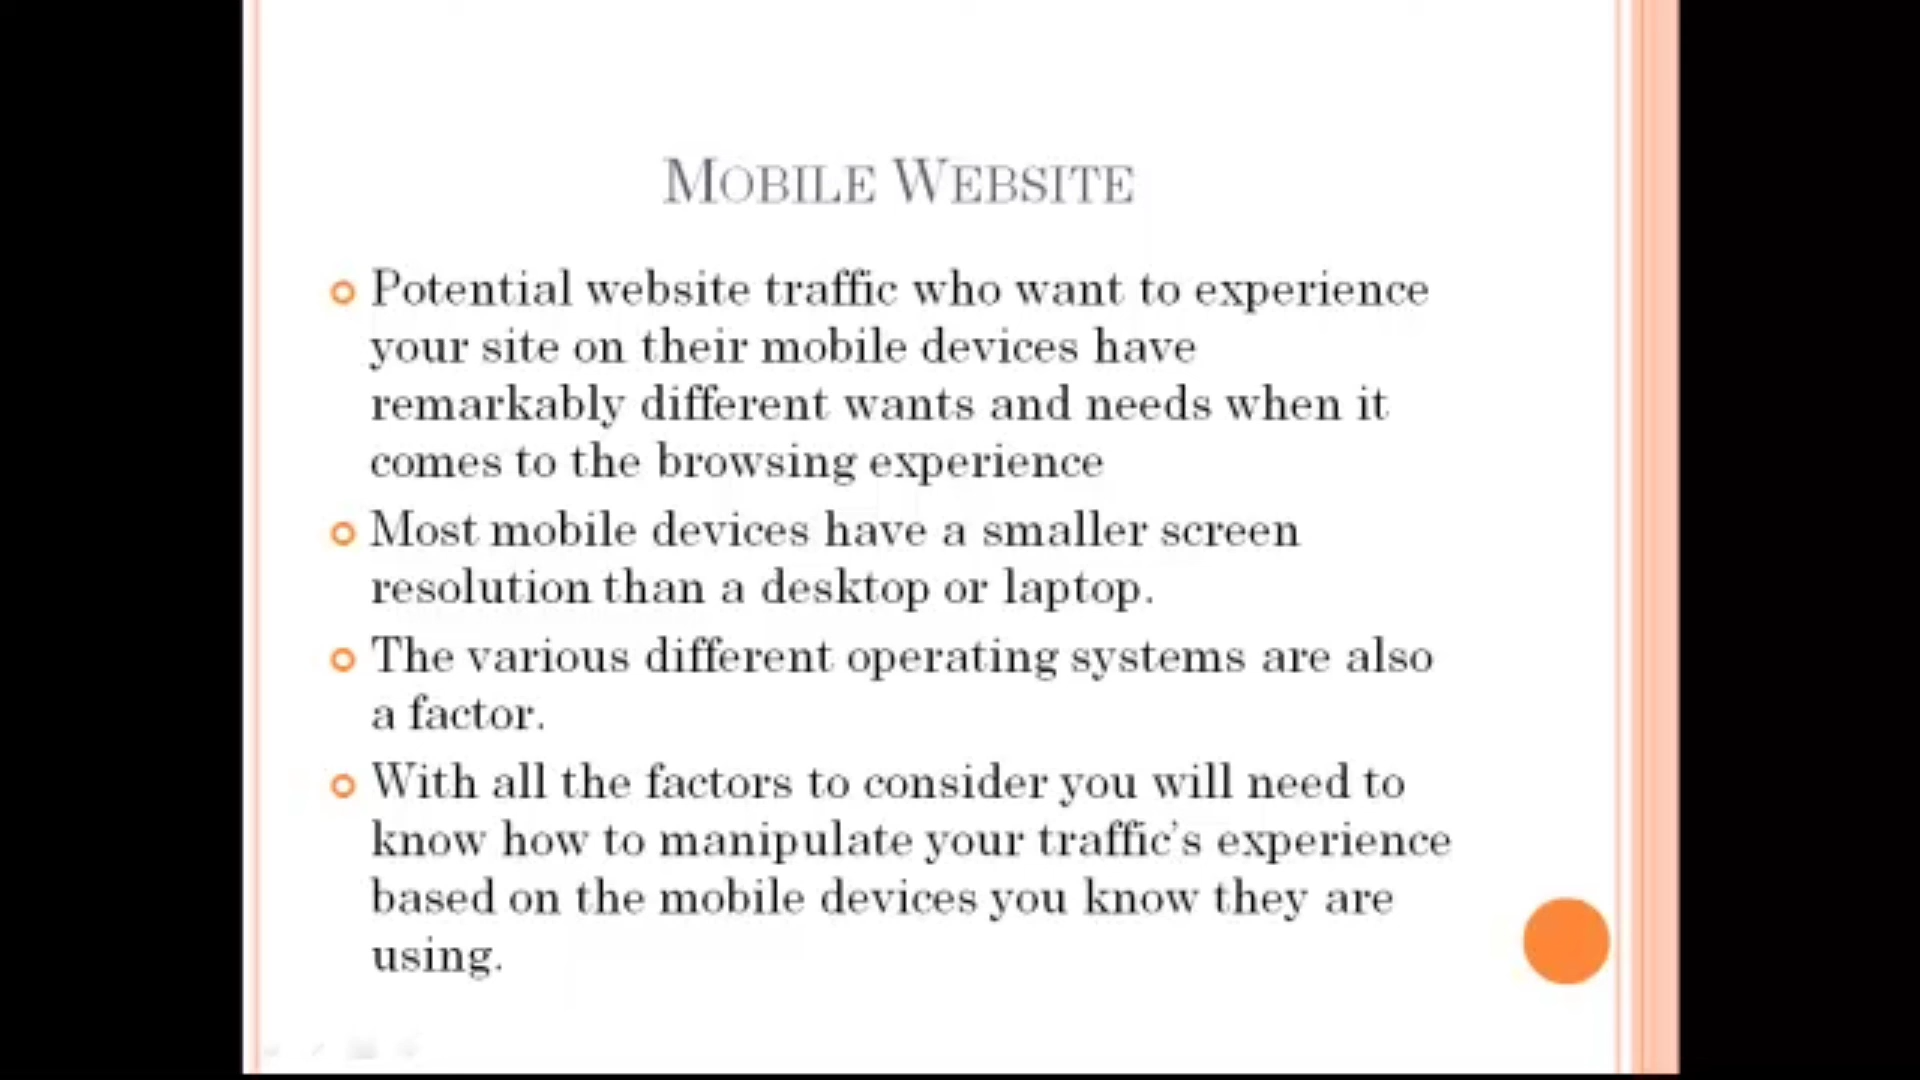 MOBILE WEBSITE
Potential website traffic who want to experience
your site on their mobile devices have
remarkably different wants and needs when it
comes to the browsing experience
Most mobile devices have a smaller screen
resolution than a desktop or laptop.
The various different operating systems are also
a factor.
With all the factors to consider you will need to
know how to manipulate your traffic's experience
based on the mobile devices you know they are
using.